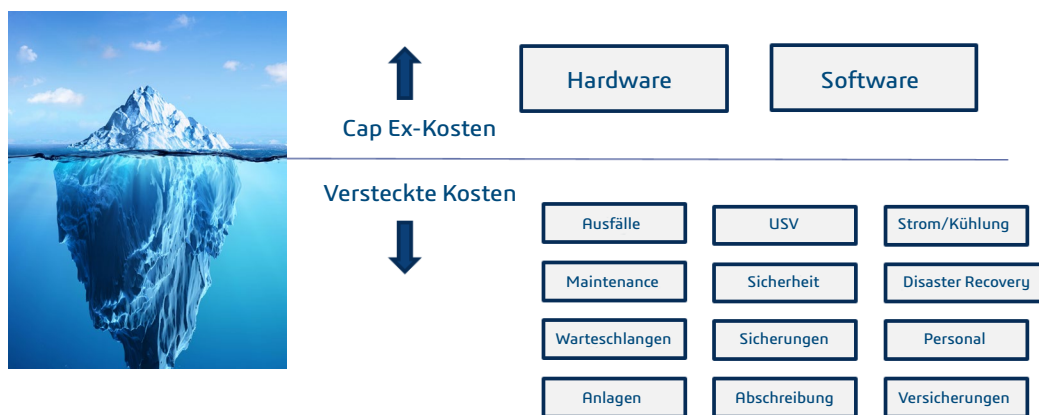 Hardware
Software
Cap Ex-Kosten
Versteckte Kosten
Ausfälle
USV
Strom/Kühlung
Maintenance
Sicherheit
Disaster Recovery
Warteschlangen
Sicherungen
Personal
Anlagen
Abschreibung
Versicherungen